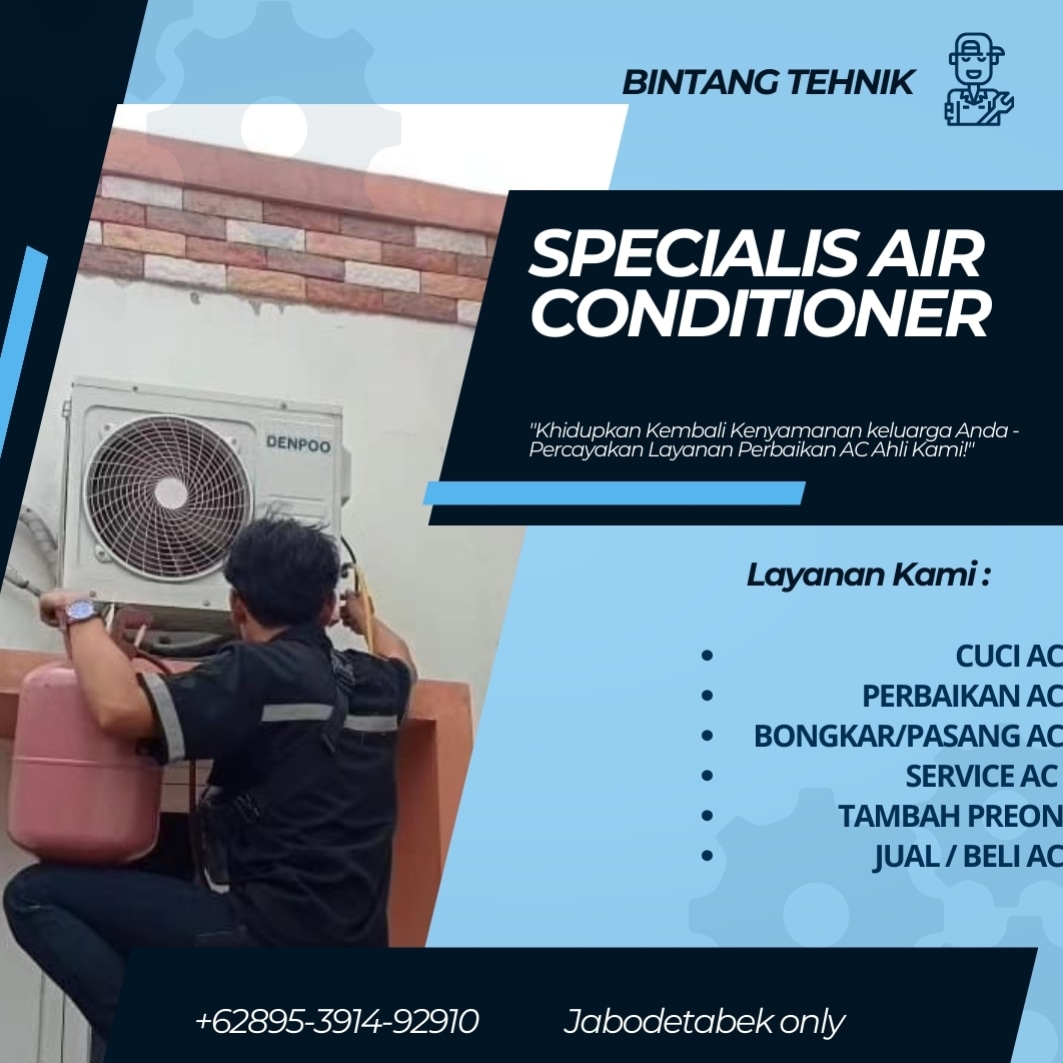 BINTANG TEHNIK
SPECIALIS AIR
CONDITIONER
"Khidupkan Kembali Kenyamanan keluarga Anda -
Percayakan Layanan Perbaikan AC Ahli Kami!"
DENPOO
Layanan Kami :
• CUCI AC
• PERBAIKAN AC
• BONGKAR/PASANG AC
• SERVICE AC
• TAMBAH PREON
• JUAL / BELI AC
+62895-3914-92910 Jabodetabek only